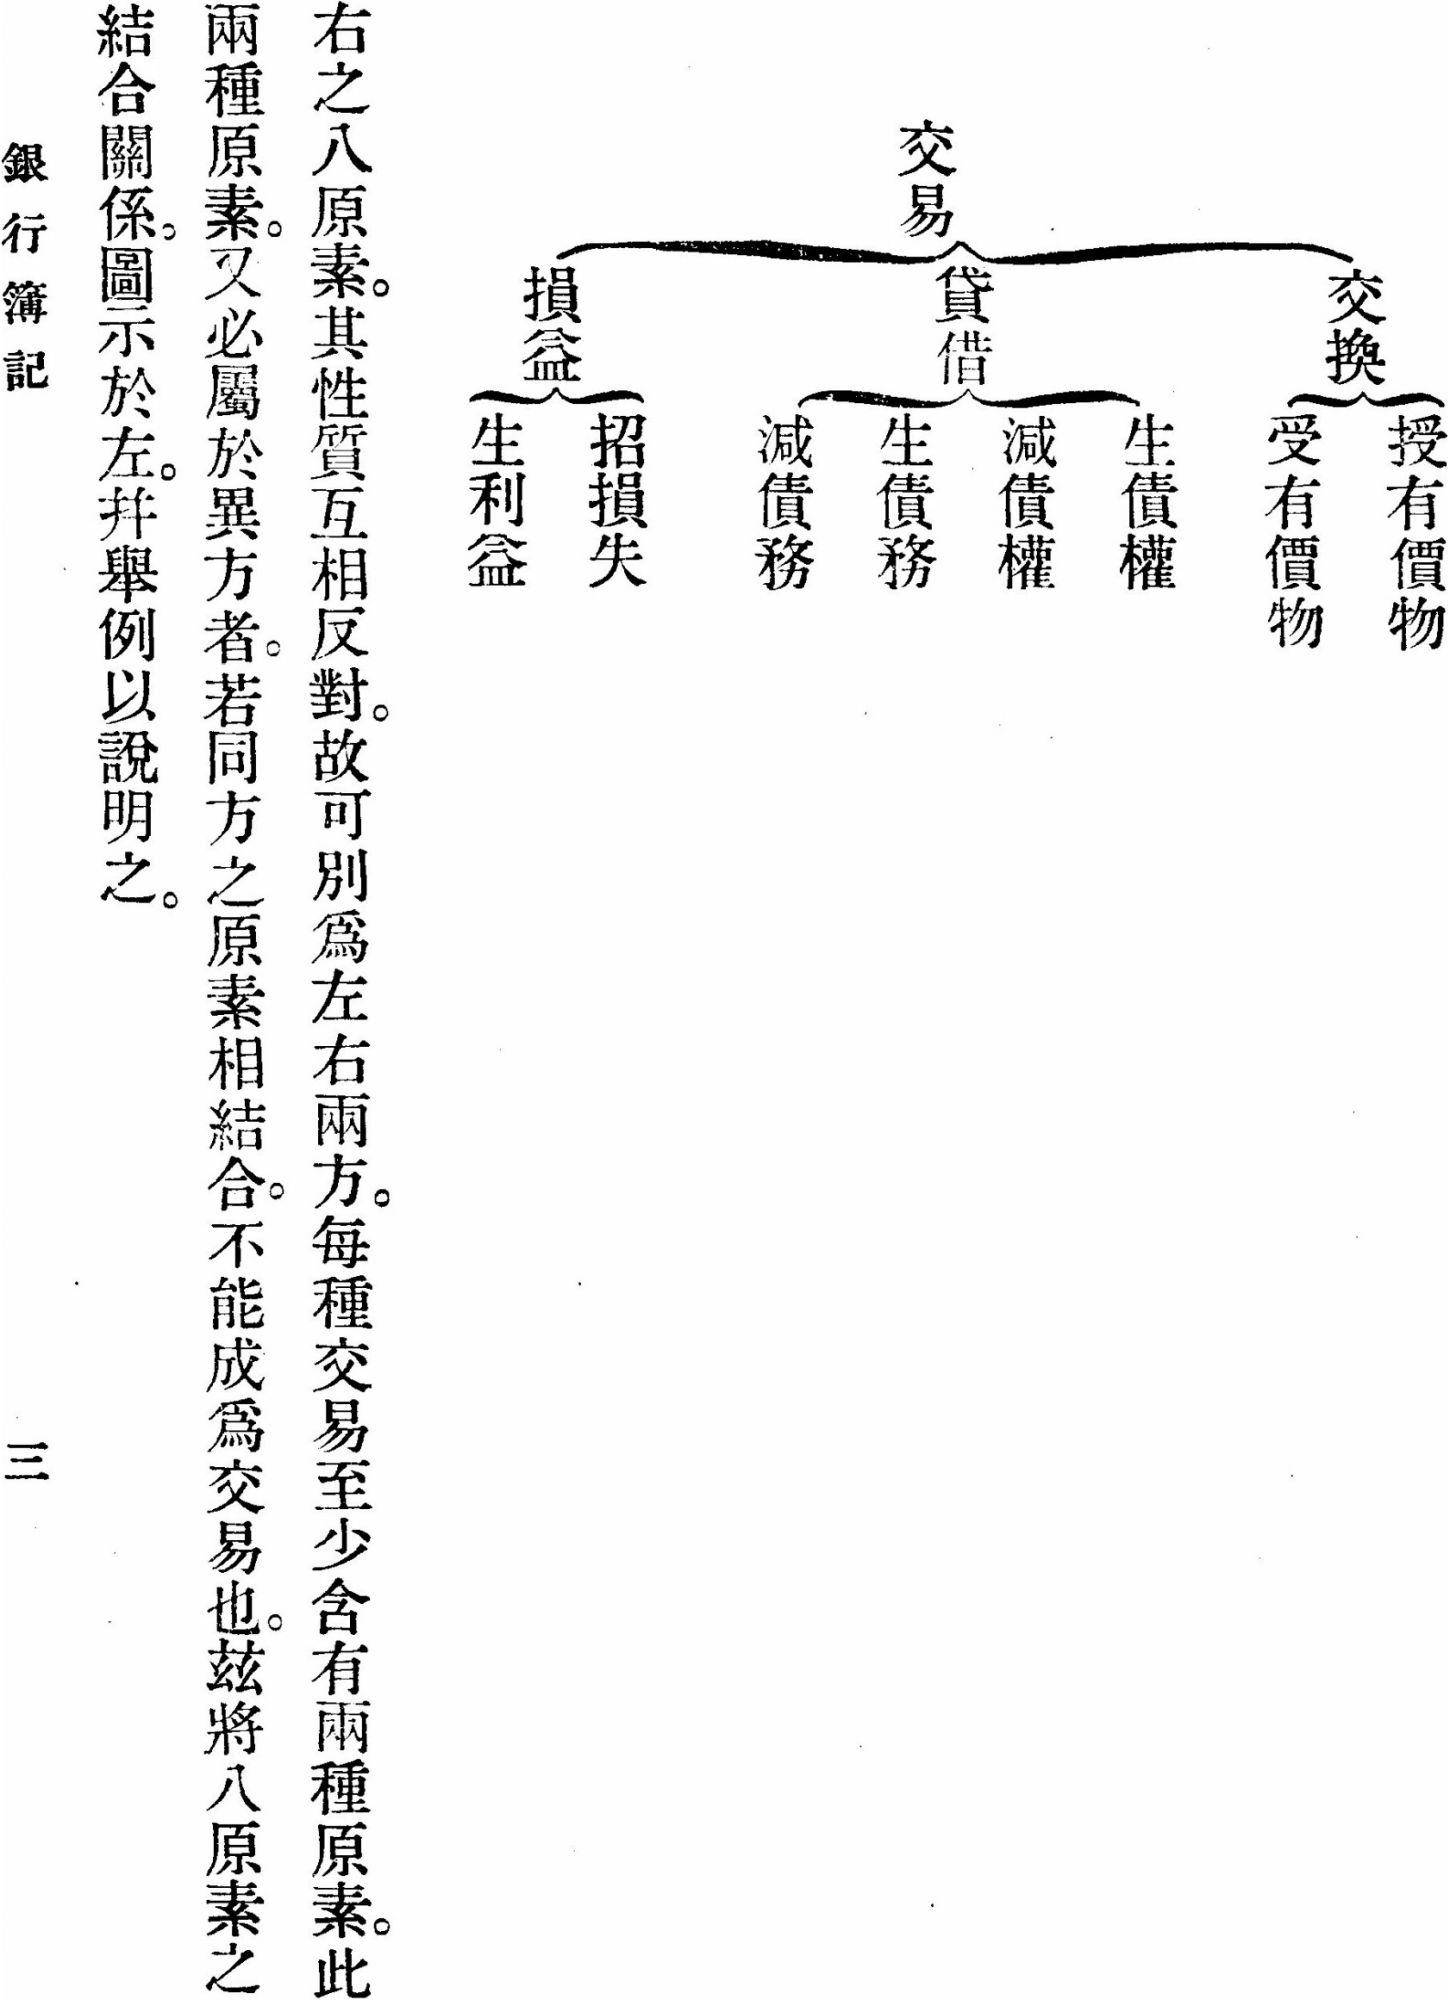 交易
交換
授有價物
受有價物
貸借
生債權
減債權
生債務
減債務
損益
招損失
生利益
右之八原素。其性質互相反對。故可別爲左右兩方。每種交易至少含有兩種原素。此
兩種原素。又必屬於異方者。若同方之原素相結合。不能成爲交易也。茲將八原素之
結合關係。圖示於左。幷舉例以說明之。
銀行簿記
三